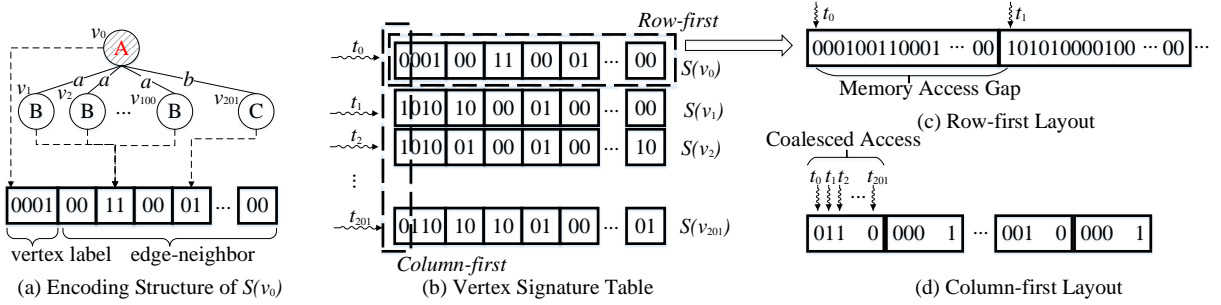 v0
A
a
a
a
b
v1
v2
v100
v201
B
B
...
B
C
0001 00 11 00 01 ... 00
vertex label
edge-neighbor
(a) Encoding Structure of S(v0)
Row-first
t0
0001 00 11 00 01 ... 00
S(v0)
t1
1010 10 00 01 00 ... 00
S(v1)
t2
1010 01 00 01 00 ... 10
S(v2)
...
t201
0110 10 10 01 00 ... 01
S(v201)
Column-first
(b) Vertex Signature Table
t0
t1
000100110001 ... 00
101010000100 ... 00
...
Memory Access Gap
(c) Row-first Layout
Coalesced Access
t0 t1 t2 ... t201
011 0 000 1 ... 001 0 000 1
(d) Column-first Layout